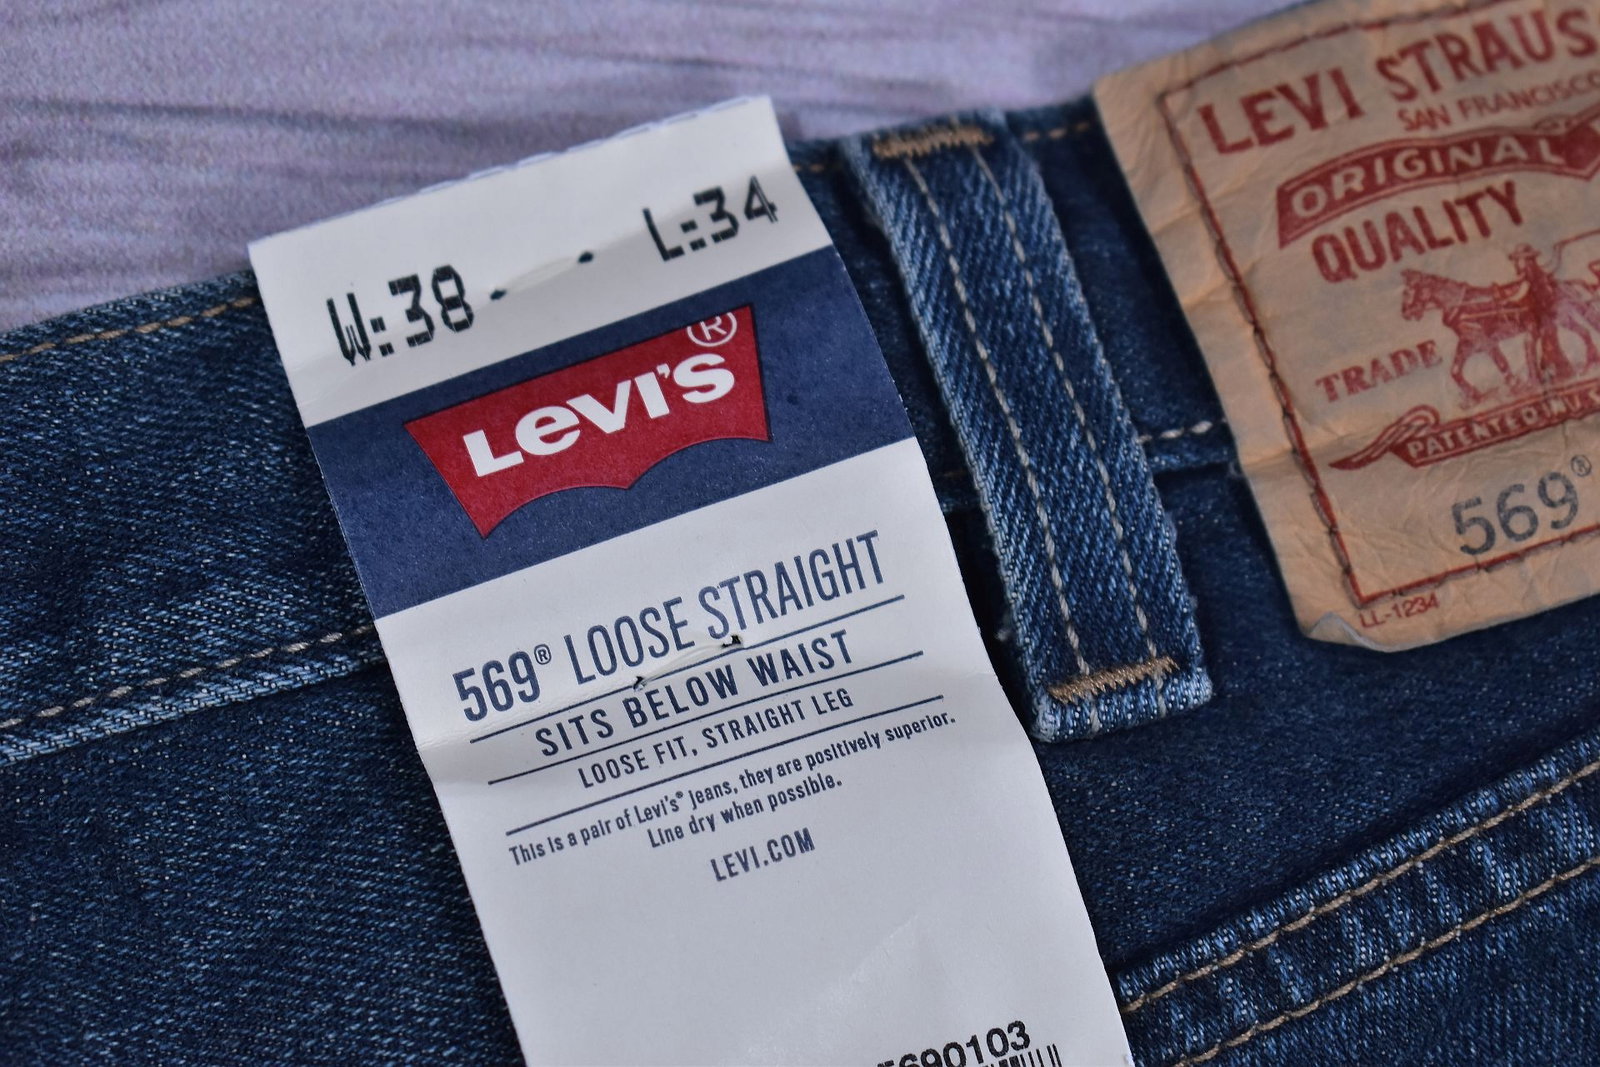 W:38 - - L:34
LEVI'S®
569® LOOSE STRAIGHT
SITS BELOW WAIST
LOOSE FIT, STRAIGHT LEG
This is a pair of Levi's® jeans, they are positively superior.
Line dry when possible.
LEVI.COM
LEVI STRAUS
SAN FRANCISCO
ORIGINAL
QUALITY
TRADE
569®
LL-1234